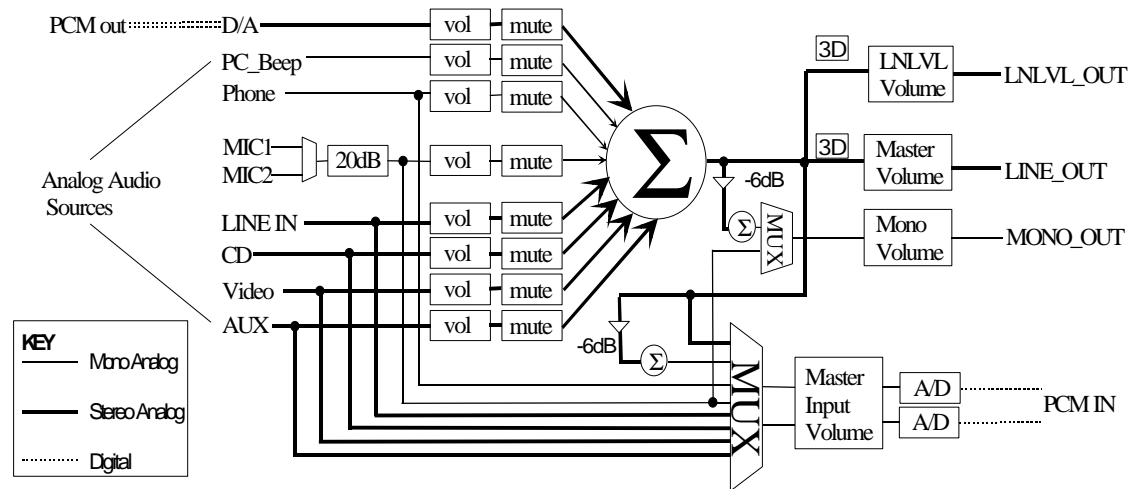 PCM out
D/A
vol
mute
PC_Beep
vol
mute
Phone
vol
mute
MIC1
MIC2
20dB
vol
mute
Analog Audio
Sources
LINE IN
vol
mute
CD
vol
mute
Video
vol
mute
AUX
vol
mute
Σ
3D
LNLVL
Volume
LNLVL_OUT
3D
Master
Volume
LINE_OUT
-6dB
Σ
MUX
Mono
Volume
MONO_OUT
-6dB
Σ
MUX
Master
Input
Volume
A/D
A/D
PCM IN
KEY
Mono Analog
Stereo Analog
Digital